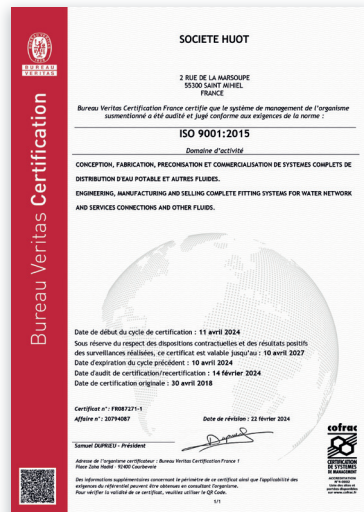 SOCIETE HUOT
BUREAU
VERITAS
2 RUE DE LA MARSOUPE
55300 SAINT MIHIEL
FRANCE
Bureau Veritas Certification France certifie que le système de management de l'organisme
susmentionné a été audité et jugé conforme aux exigences de la norme :
ISO 9001:2015
Domaine d'activité
CONCEPTION, FABRICATION, PRECONISATION ET COMMERCIALISATION DE SYSTEMES COMPLETS DE
DISTRIBUTION D'EAU POTABLE ET AUTRES FLUIDES.
ENGINEERING, MANUFACTURING AND SELLING COMPLETE FITTING SYSTEMS FOR WATER NETWORK
AND SERVICES CONNECTIONS AND OTHER FLUIDS.
Bureau Veritas Certification
Date de début du cycle de certification : 11 avril 2024
Sous réserve du respect des dispositions contractuelles et des résultats positifs
des surveillances réalisées, ce certificat est valable jusqu'au : 10 avril 2027
Date d'expiration du cycle précédent : 10 avril 2024
Date d'audit de certification/recertification : 14 février 2024
Date de certification originale : 30 avril 2018
Certificat n° : FR087271-1
Affaire n° : 20794087
Date de révision : 22 février 2024
Samuel DUPRIEU - Président
Adresse de l'organisme certificateur : Bureau Veritas Certification France 1
Place Zaha Hadid - 92400 Courbevoie
Des informations supplémentaires concernant le périmètre de ce certificat ainsi que l'applicabilité des
exigences du référentiel peuvent être obtenues en consultant l'organisme.
Pour vérifier la validité de ce certificat, veuillez utiliser le QR Code.
1/1
cofrac
CERTIFICATION
DE SYSTEMES
DE MANAGEMENT